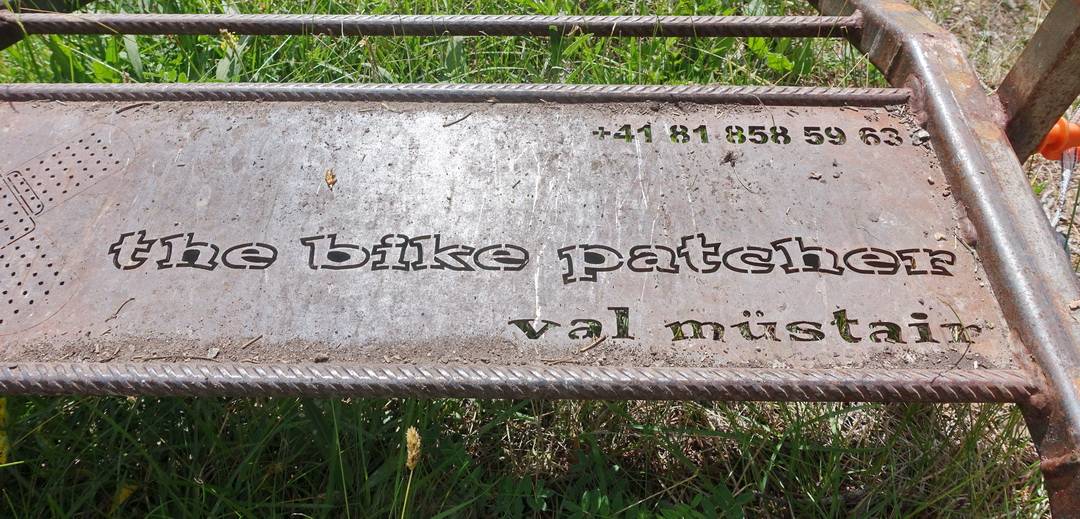 +41 81 858 59 63
the bike patcher
val müstair